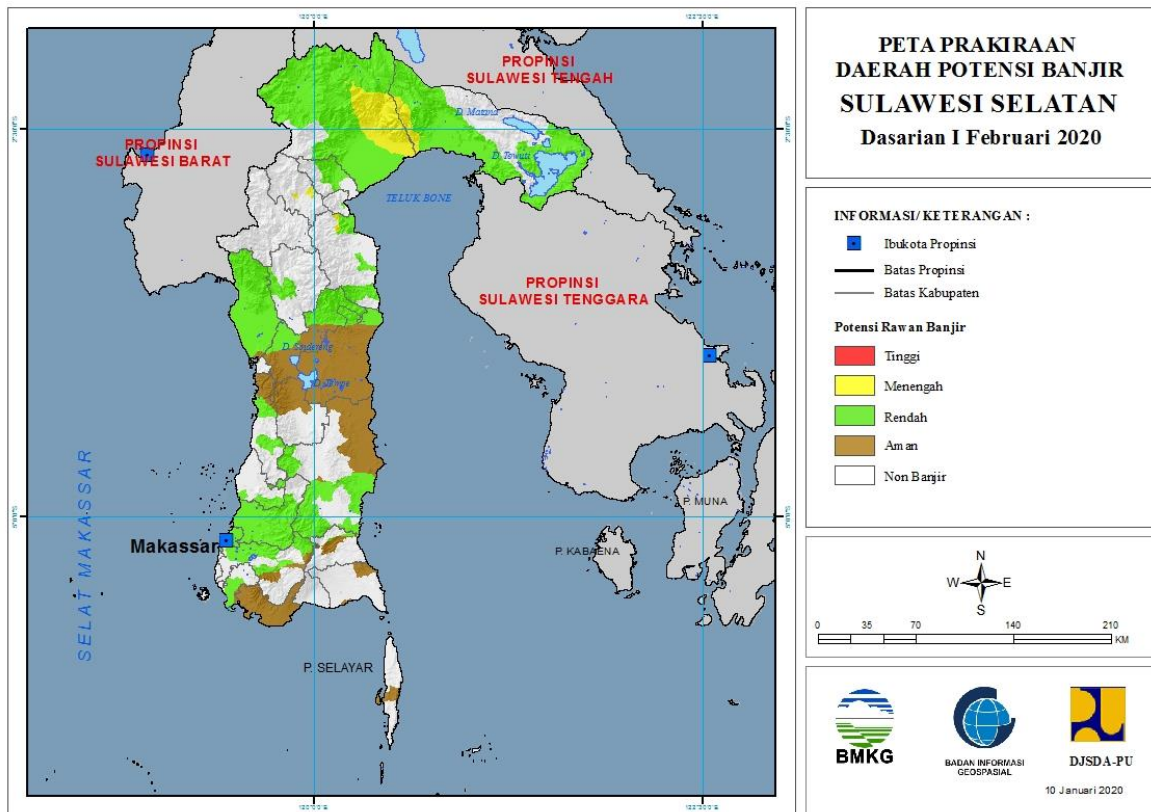 PROPINSI
SULAWESI TENGAH
D. Matana
PROPINSI
SULAWESI BARAT
D. Towuti
TELUK BONE
PROPINSI
SULAWESI TENGGARA
D. Sindereng
D. Tempe
SELAT MAKASSAR
Makassar
P. MUNA
P. KABAENA
P. SELAYAR
PETA PRAKIRAAN
DAERAH POTENSI BANJIR
SULAWESI SELATAN
Dasarian I Februari 2020
INFORMASI/ KETERANGAN :
Ibukota Propinsi
Batas Propinsi
Batas Kabupaten
Potensi Rawan Banjir
Tinggi
Menengah
Rendah
Aman
Non Banjir
N
W E
S
0 35 70 140 210
KM
BMKG
BADAN INFORMASI
GEOSPASIAL
DJSDA-PU
10 Januari 2020